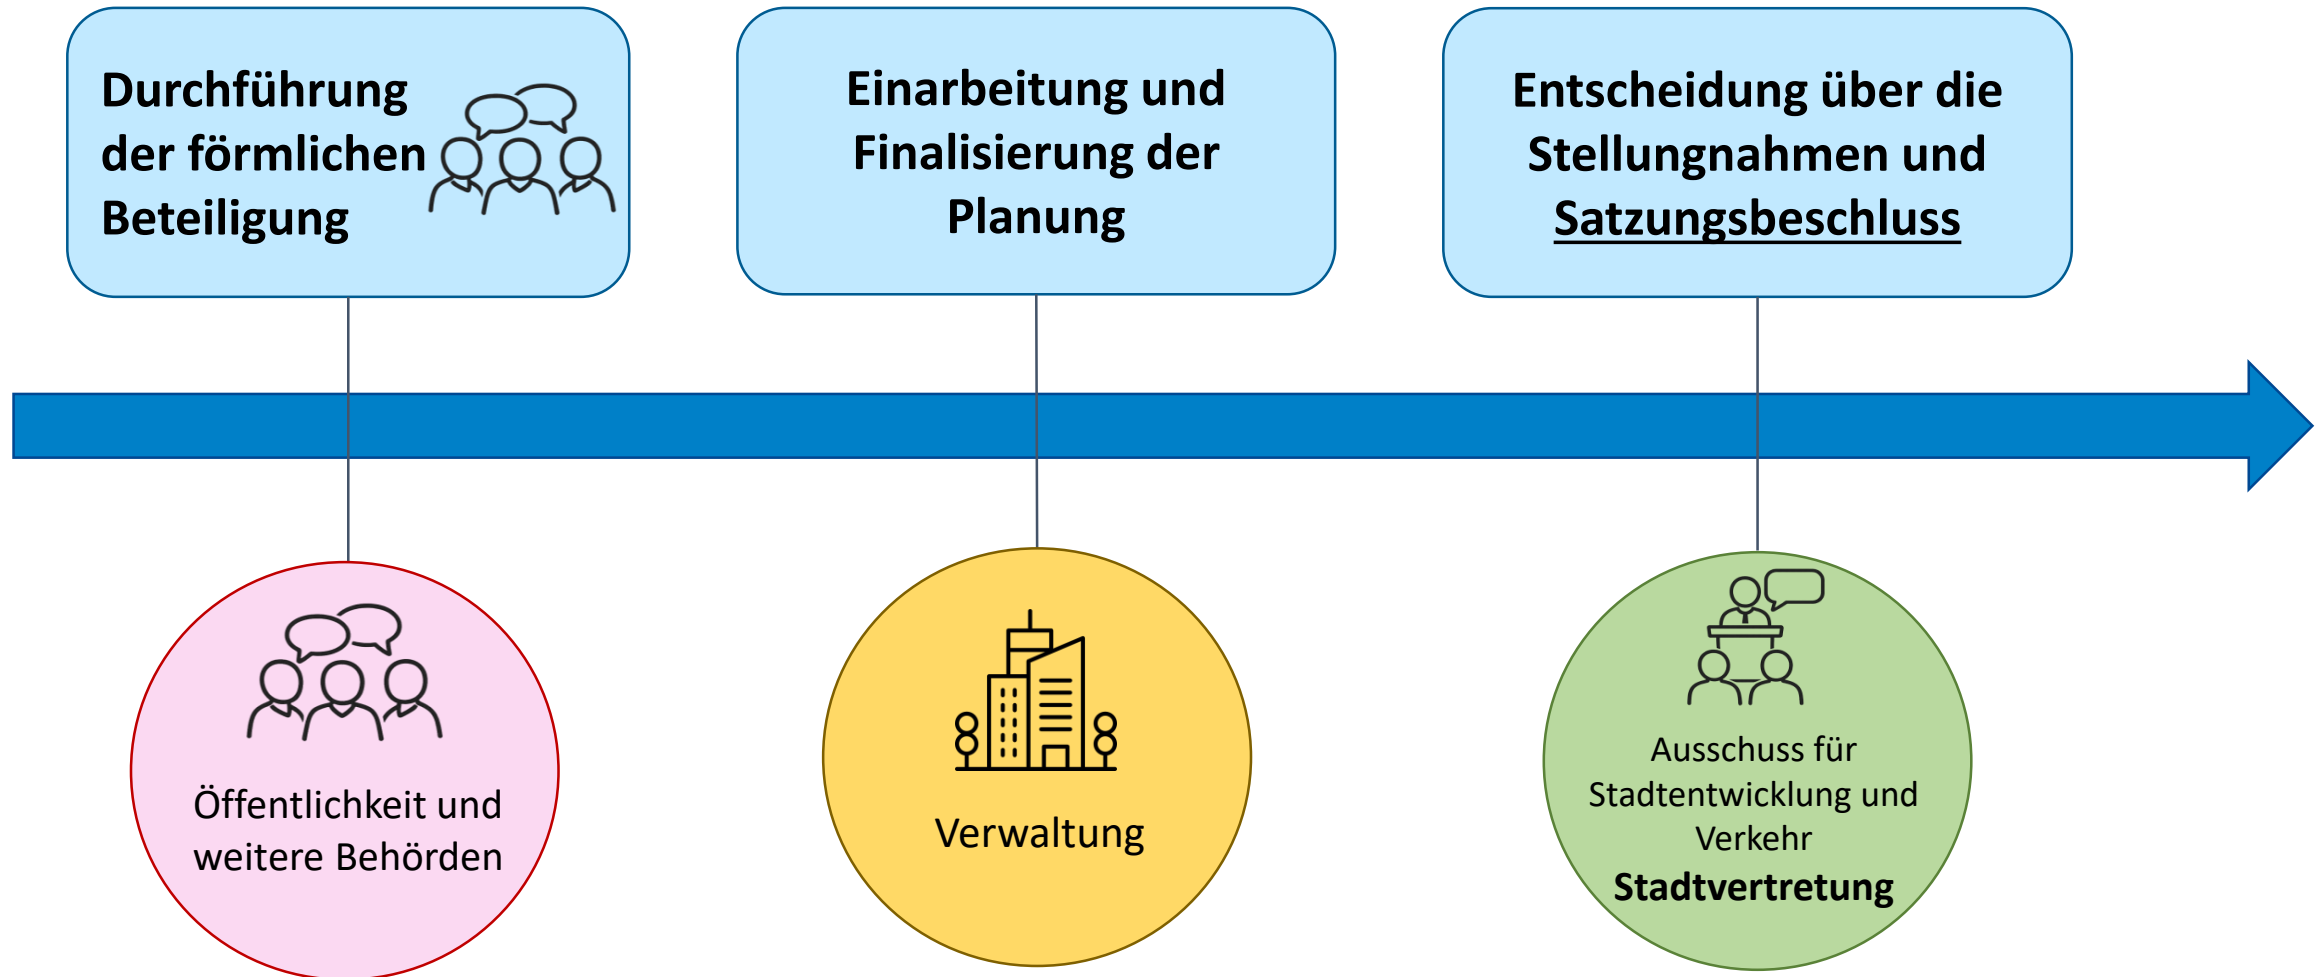 Durchführung
der förmlichen
Beteiligung
Einarbeitung und
Finalisierung der
Planung
Entscheidung über die
Stellungnahmen und
Satzungsbeschluss
Öffentlichkeit und
weitere Behörden
Verwaltung
Ausschuss für
Stadtentwicklung und
Verkehr
Stadtvertretung